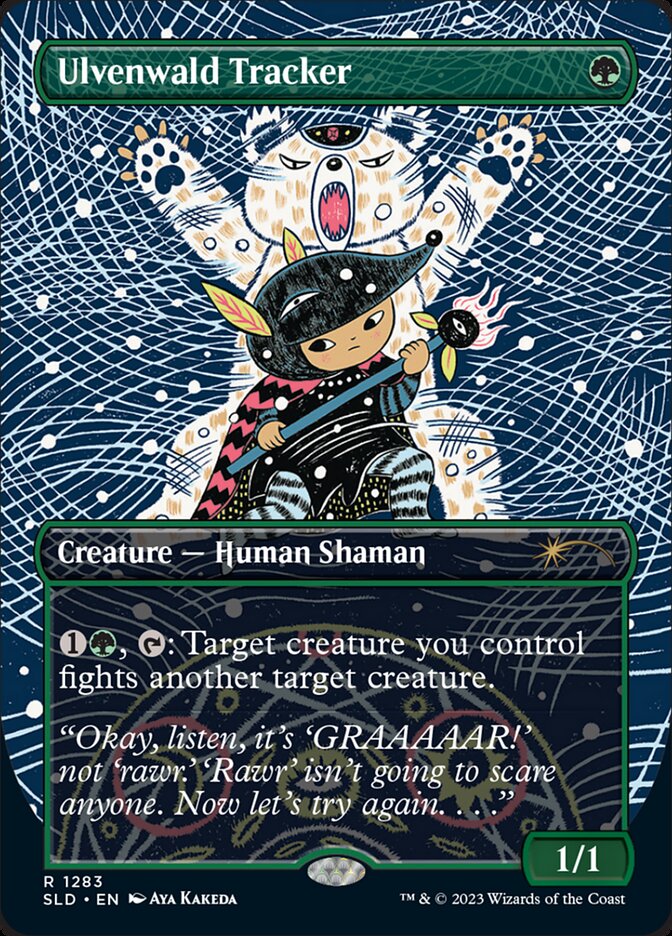 Ulvenwald Tracker
Creature — Human Shaman
1, : Target creature you control
fights another target creature.
“Okay, listen, it’s ‘GRAAAAAR!’
not ‘rawr.’ ‘Rawr’ isn’t going to scare
anyone. Now let’s try again. . . .”
1/1
R 1283
SLD • EN Aya Kakeda
™ & © 2023 Wizards of the Coast